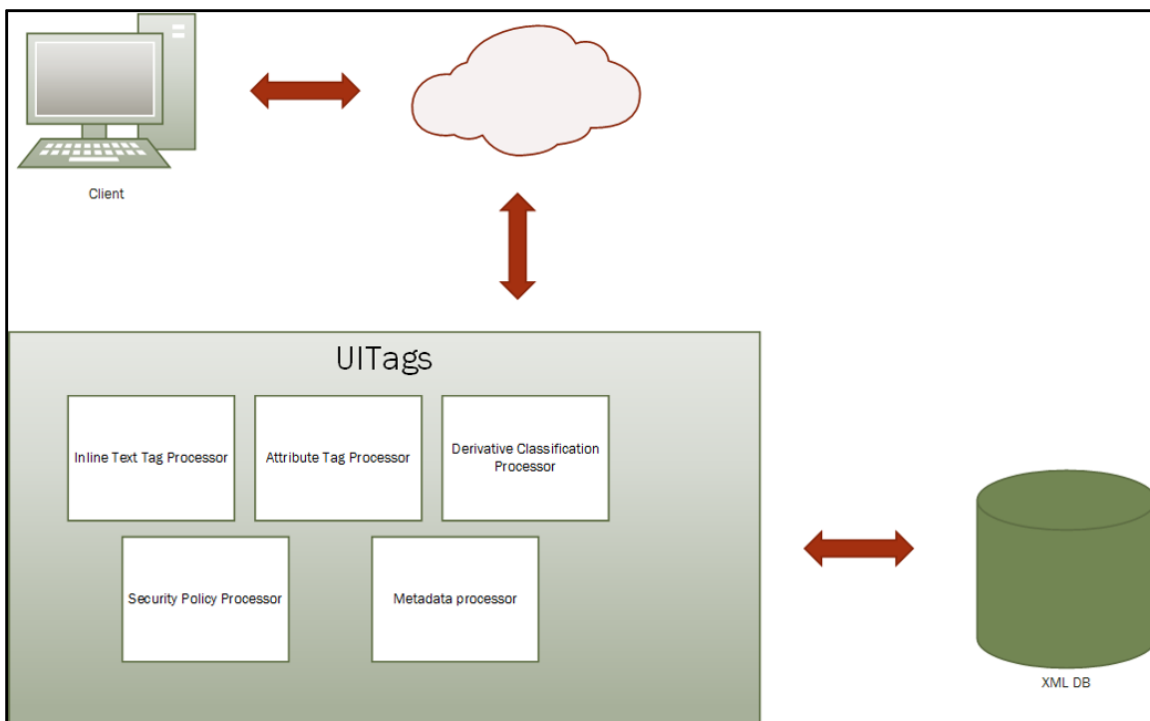 Client
UITags
Inline Text Tag Processor
Attribute Tag Processor
Derivative Classification
Processor
Security Policy Processor
Metadata processor
XML DB